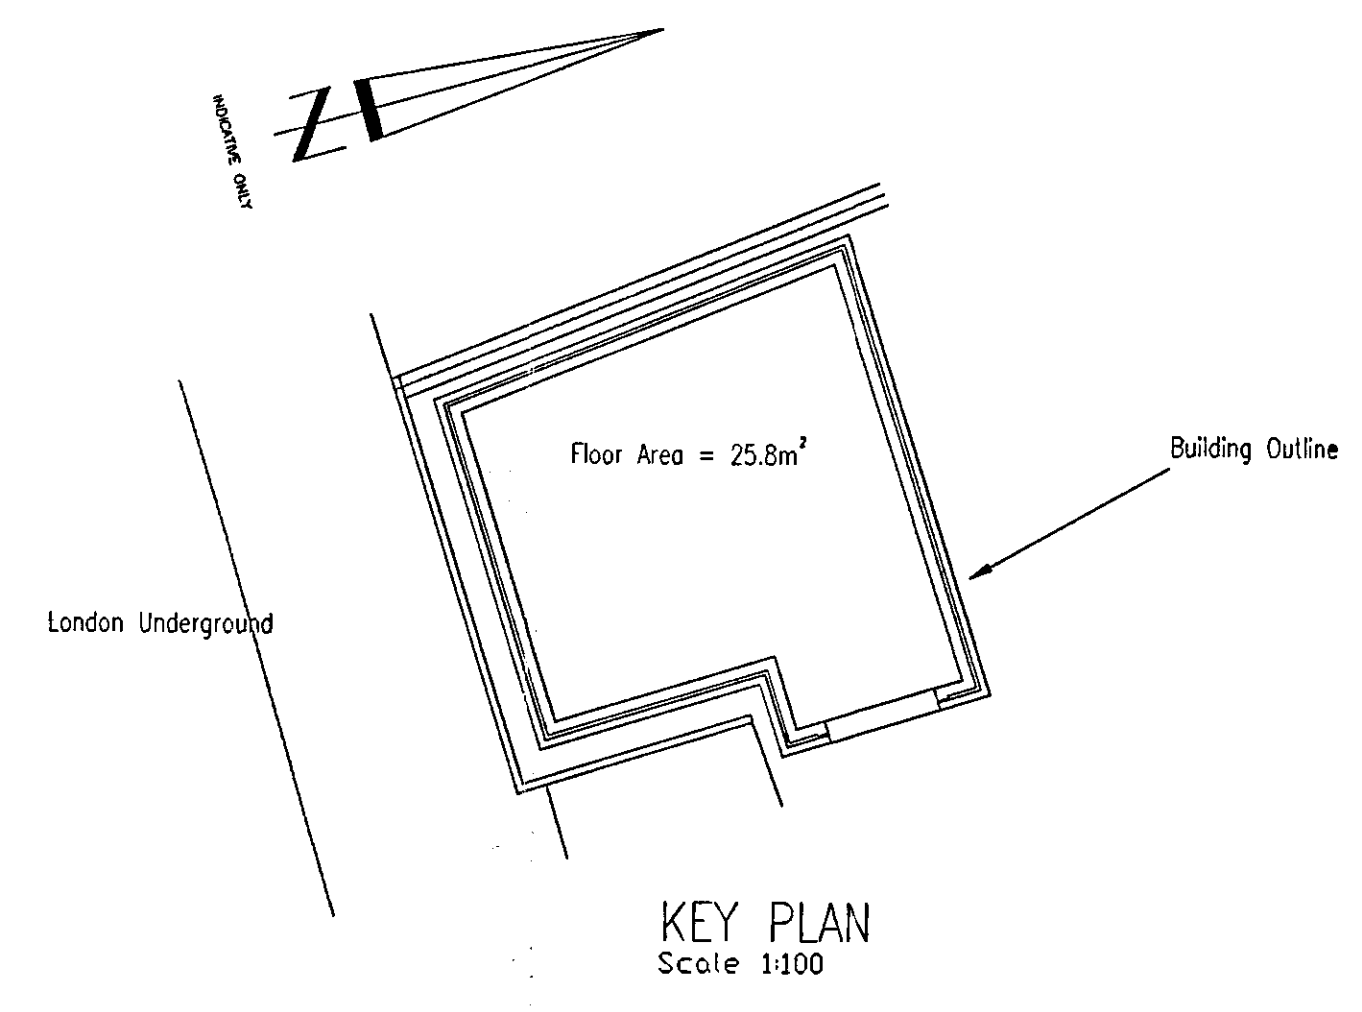 N
INDICATIVE ONLY
Floor Area = 25.8m²
Building Outline
London Underground
KEY PLAN
Scale 1:100